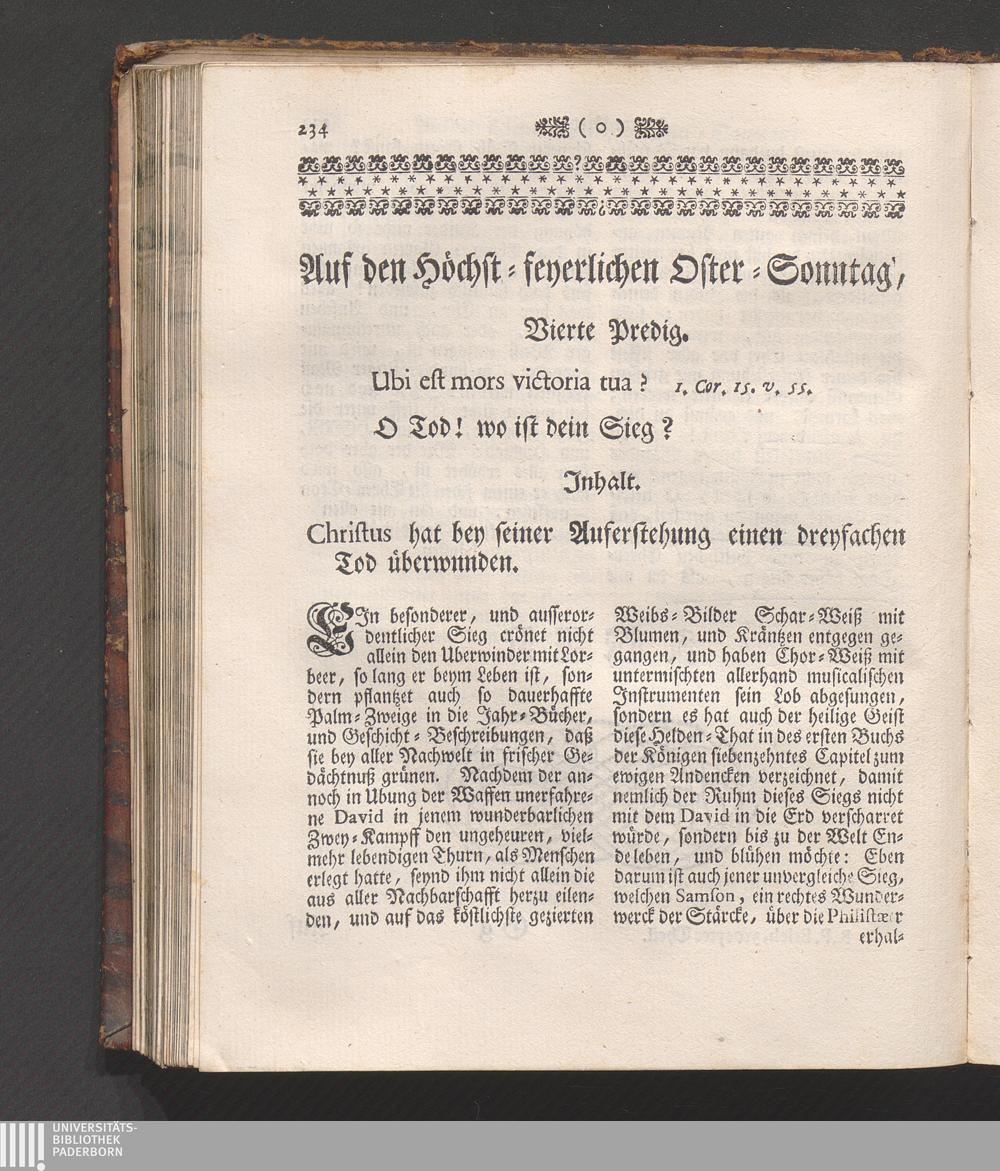 234
( o )
Auf den Höchst-feyerlichen Oster-Sonntag,
Vierte Predig.
Ubi est mors victoria tua? 1. Cor. 15. v. 55.
O Tod! wo ist dein Sieg?
Inhalt.
Christus hat bey seiner Auferstehung einen dreyfachen
Tod überwnnden.
EIn besonderer, und ausseror-
dentlicher Sieg crönet nicht
allein den Uberwinder mit Lor-
beer, so lang er beym Leben ist, son-
dern pflantzet auch so dauerhaffte
Palm-Zweige in die Jahr-Bücher,
und Geschicht-Beschreibungen, daß
sie bey aller Nachwelt in frischer Ge-
dächtnuß grünen. Nachdem der an-
noch in Ubung der Waffen unerfahre-
ne David in jenem wunderbarlichen
Zwey-Kampff den ungeheuren, viel-
mehr lebendigen Thurn, als Menschen
erlegt hatte, seynd ihm nicht allein die
aus aller Nachbarschafft herzu eilen-
den, und auf das köstlichste gezierten
Weibs-Bilder Schar-Weiß mit
Blumen, und Kräntzen entgegen ge-
gangen, und haben Chor-Weiß mit
untermischten allerhand musicalischen
Instrumenten sein Lob abgesungen,
sondern es hat auch der heilige Geist
diese Helden-That in des ersten Buchs
der Königen siebenzehntes Capitel zum
ewigen Andencken verzeichnet, damit
nemlich der Ruhm dieses Siegs nicht
mit dem David in die Erd verscharret
würde, sondern bis zu der Welt En-
de leben, und blühen möchte: Eben
darum ist auch jener unvergleiche Sieg,
welchen Samson, ein rechtes Wunder-
werck der Stärcke, über die Philistæer
erhal-
UNIVERSITÄTS-
BIBLIOTHEK
PADERBORN